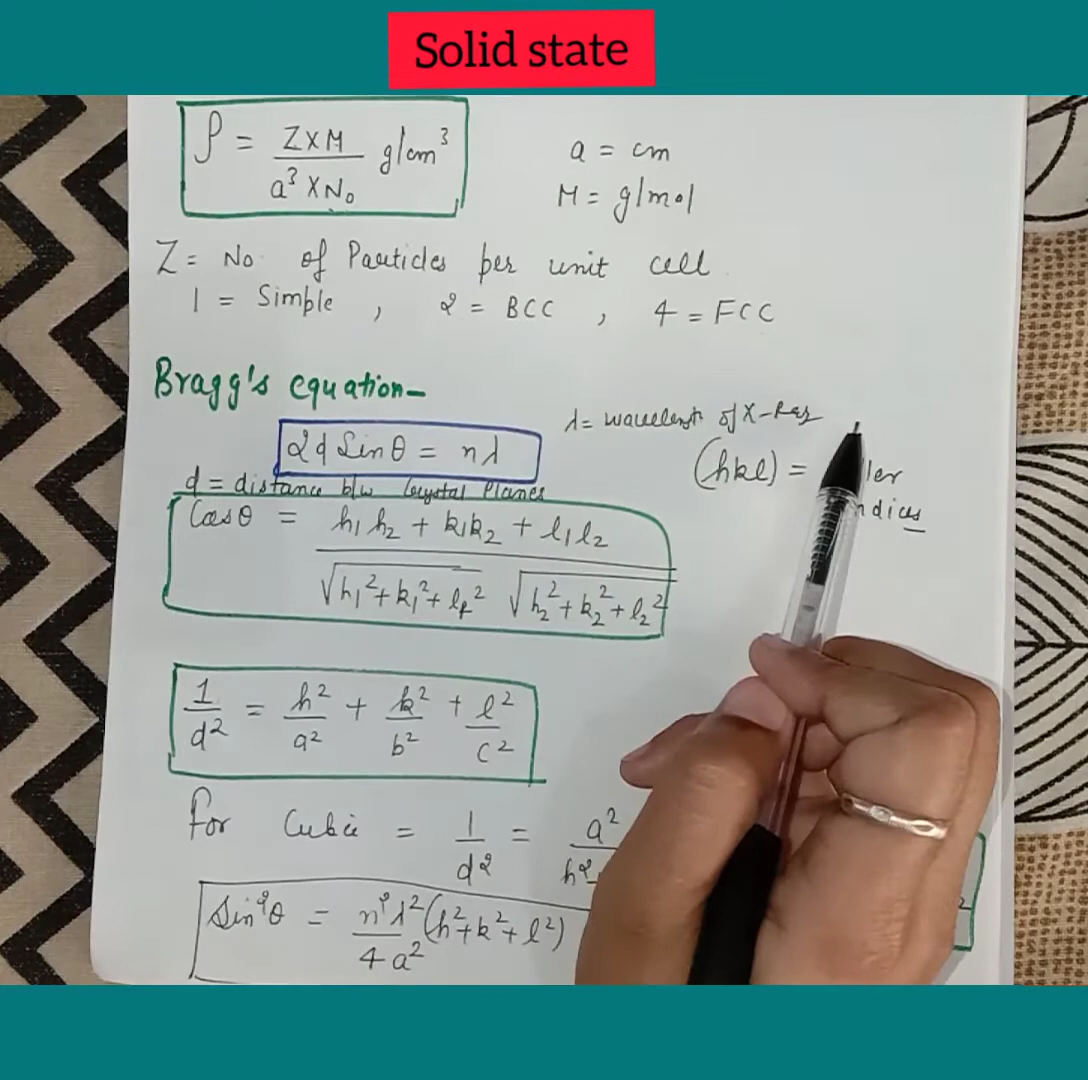 Solid state
ρ = Z×M / a³ × N₀ g/cm³
a = cm
M = g/mol
Z = No. of Particles per unit cell
1 = Simple , 2 = BCC , 4 = FCC
Bragg's equation-
2d Sinθ = nλ
λ = wavelength of X-Ray
(hkl) =
d = distance b/w Crystal Planes
Cosθ = h₁h₂ + k₁k₂ + l₁l₂ / √h₁²+k₁²+l₁² √h₂²+k₂²+l₂²
1/d² = h²/a² + k²/b² + l²/c²
for Cubic = 1/d² = a²/h²
Sin²θ = n²λ²/4a² (h²+k²+l²)